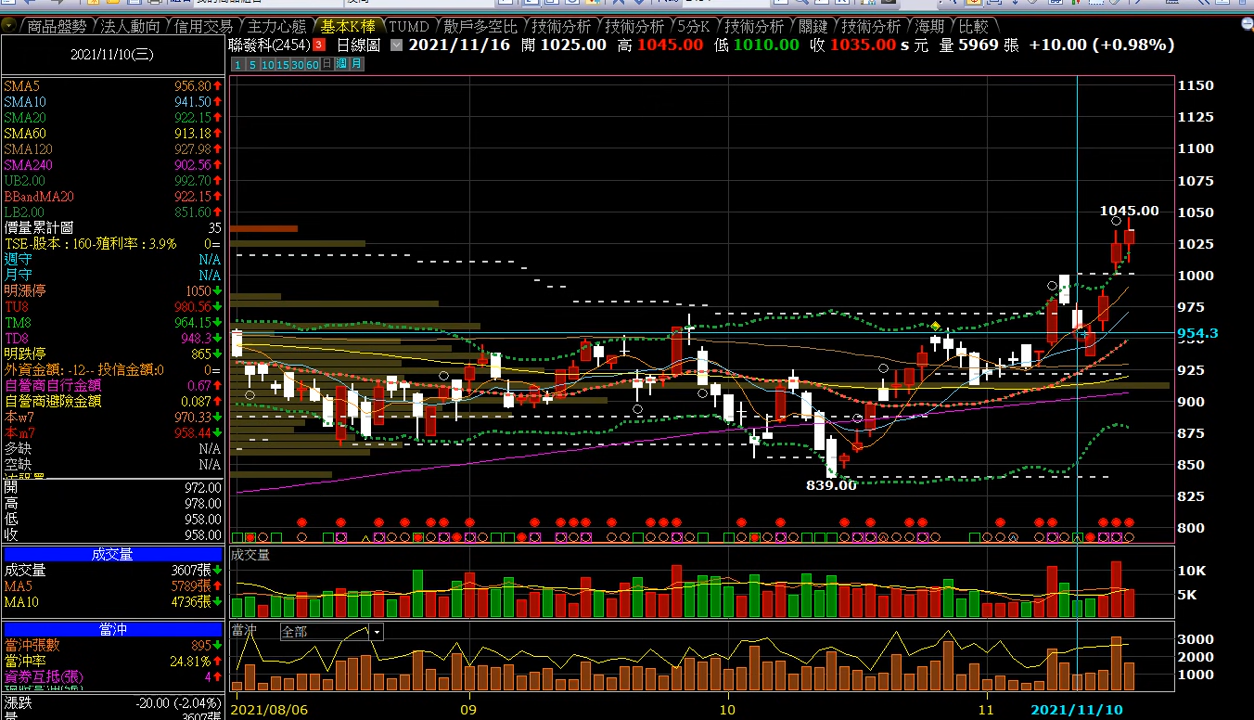 商品盤勢 法人動向 信用交易 主力心態 基本K棒 TUMD 散戶多空比 技術分析 技術分析 5分K 技術分析 關鍵 技術分析 海期 比較
2021/11/10(三)
聯發科(2454) 3 日線圖 2021/11/16 開 1025.00 高 1045.00 低 1010.00 收 1035.00 s 元 量 5969 張 +10.00 (+0.98%)
1 5 10 15 30 60 日 週 月
SMA5 956.80
SMA10 941.50
SMA20 922.15
SMA60 913.18
SMA120 927.98
SMA240 902.56
UB2.00 992.70
BBandMA20 922.15
LB2.00 851.60
價量累計圖 35
TSE-股本：160-殖利率：3.9% 0=
週守 N/A
月守 N/A
明漲停 1050
TU8 980.56
TM8 964.15
TD8 948.3
明跌停 865
外資金額: -12-- 投信金額:0 0=
自營商自行金額 0.67
自營商避險金額 0.087
本w7 970.33
本m7 958.44
多缺 N/A
空缺 N/A
開 972.00
高 978.00
低 958.00
收 958.00
成交量
成交量 3607張
MA5 5789張
MA10 4736張
當沖
當沖張數 895
當沖率 24.81%
資券互抵(張) 4
漲跌 -20.00 (-2.04%)
量 3607張
1045.00
839.00
1150
1125
1100
1075
1050
1025
1000
975
954.3
925
900
875
850
825
800
成交量
10K
5K
當沖 全部
3000
2000
1000
2021/08/06 09 10 11 2021/11/10